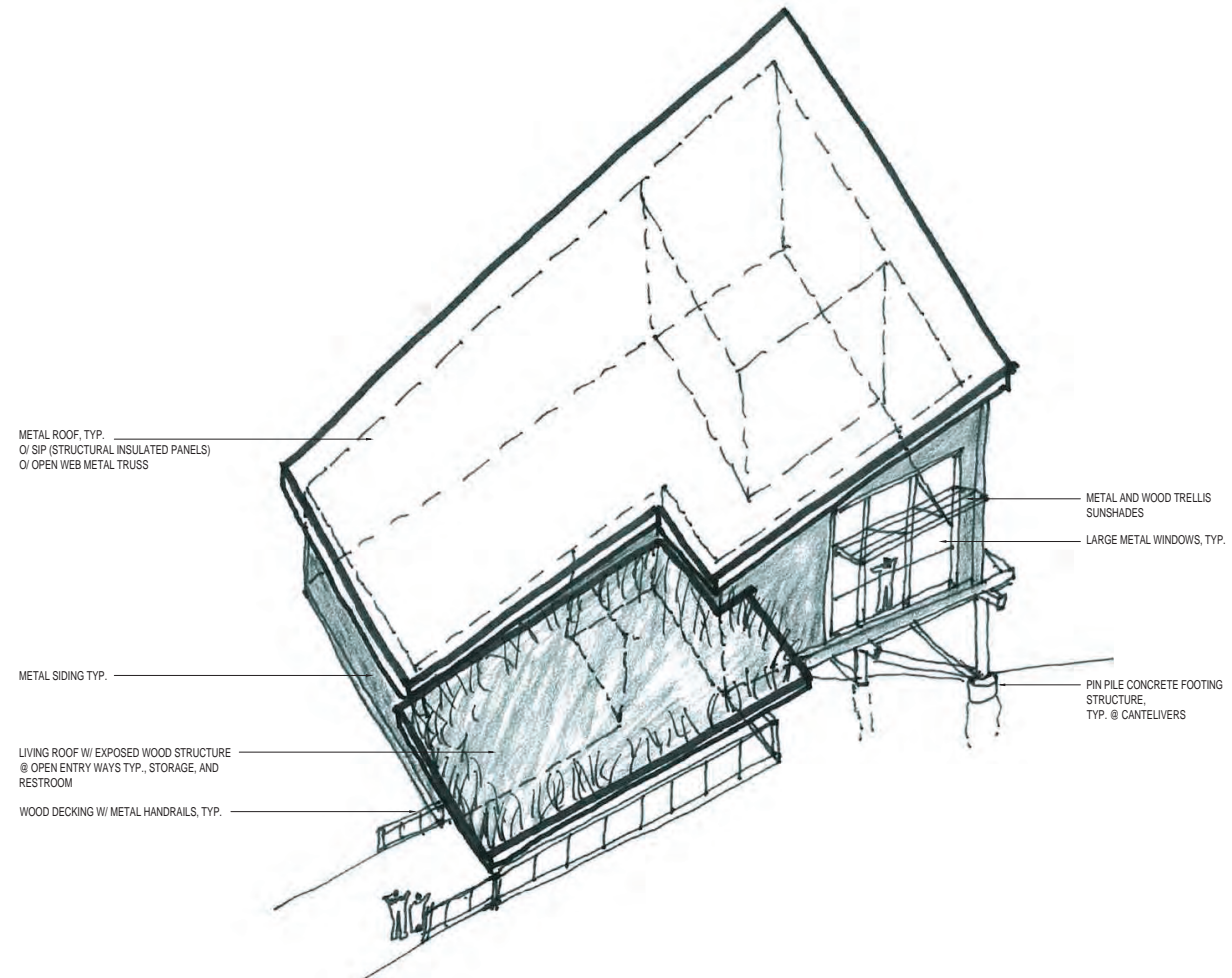 METAL ROOF, TYP.
O/ SIP (STRUCTURAL INSULATED PANELS)
O/ OPEN WEB METAL TRUSS
METAL SIDING TYP.
LIVING ROOF W/ EXPOSED WOOD STRUCTURE
@ OPEN ENTRY WAYS TYP., STORAGE, AND
RESTROOM
WOOD DECKING W/ METAL HANDRAILS, TYP.
METAL AND WOOD TRELLIS
SUNSHADES
LARGE METAL WINDOWS, TYP.
PIN PILE CONCRETE FOOTING
STRUCTURE,
TYP. @ CANTELIVERS